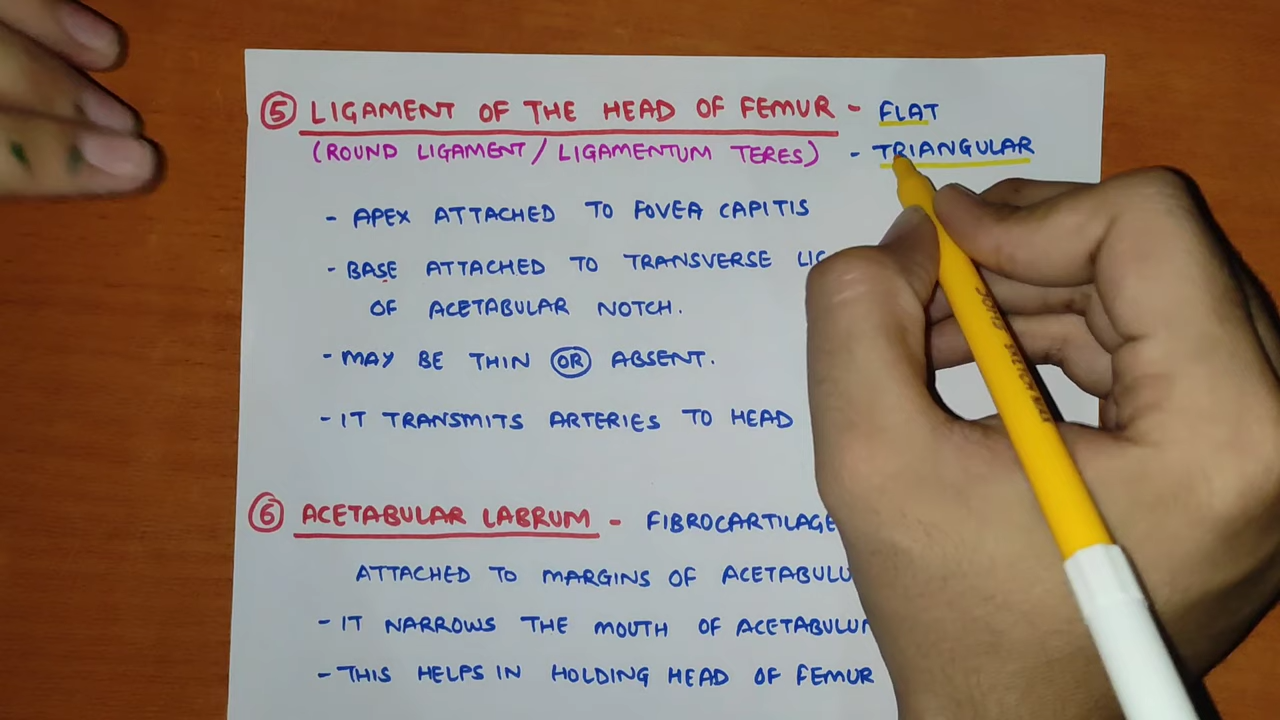 ⑤ LIGAMENT OF THE HEAD OF FEMUR - FLAT
(ROUND LIGAMENT / LIGAMENTUM TERES) - TRIANGULAR
- APEX ATTACHED TO FOVEA CAPITIS
- BASE ATTACHED TO TRANSVERSE
OF ACETABULAR NOTCH.
- MAY BE THIN OR ABSENT.
- IT TRANSMITS ARTERIES TO HEAD
⑥ ACETABULAR LABRUM - FIBROCARTILAGE
ATTACHED TO MARGINS OF
- IT NARROWS THE MOUTH OF
- THIS HELPS IN HOLDING HEAD OF FEMUR